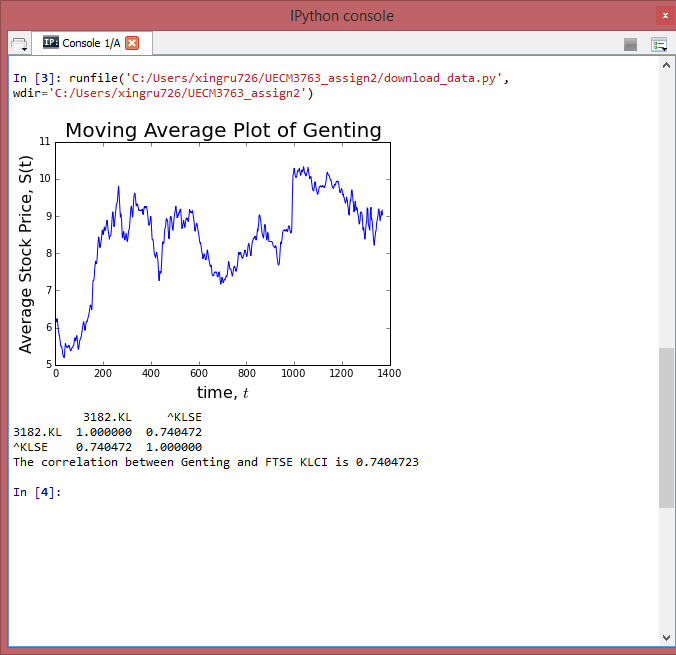 IPython console
IP: Console 1/A
In [3]: runfile('C:/Users/xingru726/UECM3763_assign2/download_data.py',
wdir='C:/Users/xingru726/UECM3763_assign2')
Moving Average Plot of Genting
Average Stock Price, S(t)
11
10
9
8
7
6
5
0 200 400 600 800 1000 1200 1400
time, t
3182.KL ^KLSE
3182.KL 1.000000 0.740472
^KLSE 0.740472 1.000000
The correlation between Genting and FTSE KLCI is 0.7404723
In [4]: